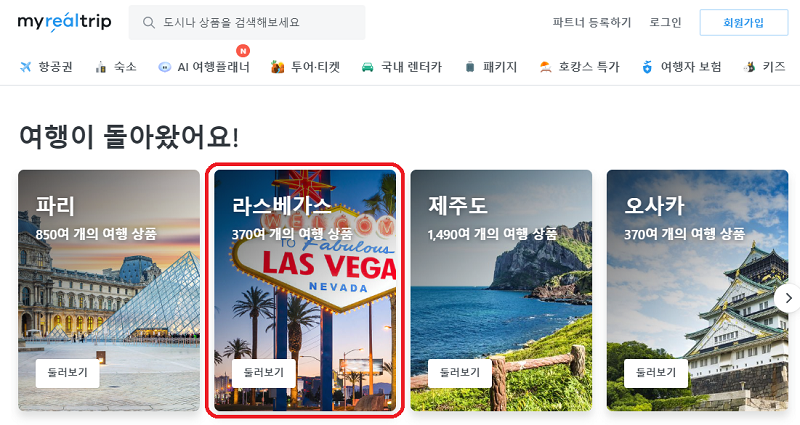 myrealtrip
도시나 상품을 검색해보세요
파트너 등록하기
로그인
회원가입
N
항공권
숙소
AI 여행플래너
투어·티켓
국내 렌터카
패키지
호캉스 특가
여행자 보험
키즈
여행이 돌아왔어요!
파리
850여 개의 여행 상품
둘러보기
라스베가스
370여 개의 여행 상품
WELCOME
TO Fabulous
LAS VEGA
NEVADA
둘러보기
제주도
1,490여 개의 여행 상품
둘러보기
오사카
370여 개의 여행 상품
둘러보기